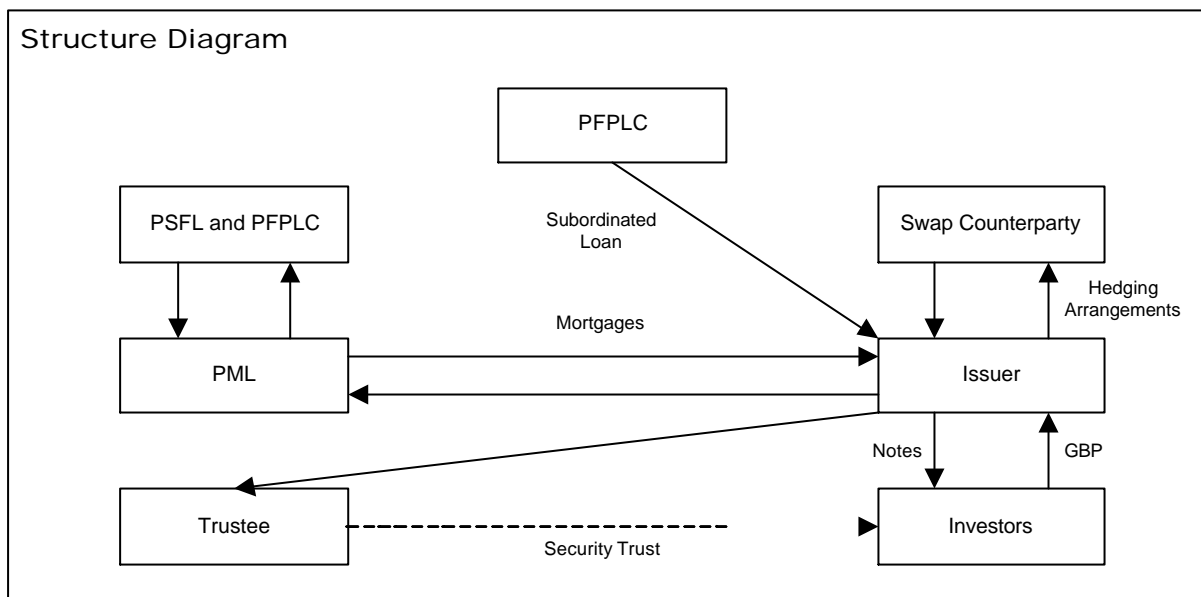 Structure Diagram
PFPLC
PSFL and PFPLC
Subordinated
Loan
Swap Counterparty
Hedging
Arrangements
Mortgages
PML
Issuer
Notes
GBP
Trustee
Security Trust
Investors